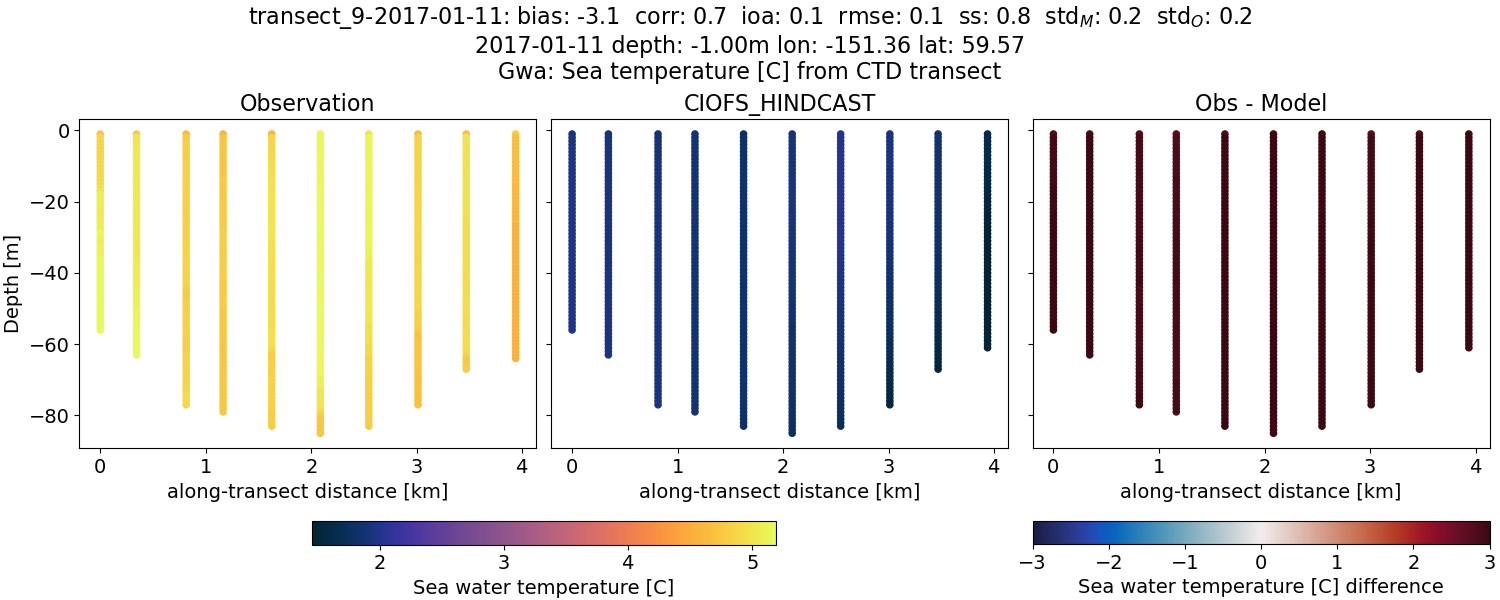 transect_9-2017-01-11: bias: -3.1 corr: 0.7 ioa: 0.1 rmse: 0.1 ss: 0.8 std_M: 0.2 std_O: 0.2
2017-01-11 depth: -1.00m lon: -151.36 lat: 59.57
Gwa: Sea temperature [C] from CTD transect
Observation
CIOFS_HINDCAST
Obs - Model
Depth [m]
0
−20
−40
−60
−80
0 1 2 3 4
0 1 2 3 4
0 1 2 3 4
along-transect distance [km]
along-transect distance [km]
along-transect distance [km]
2 3 4 5
Sea water temperature [C]
−3 −2 −1 0 1 2 3
Sea water temperature [C] difference